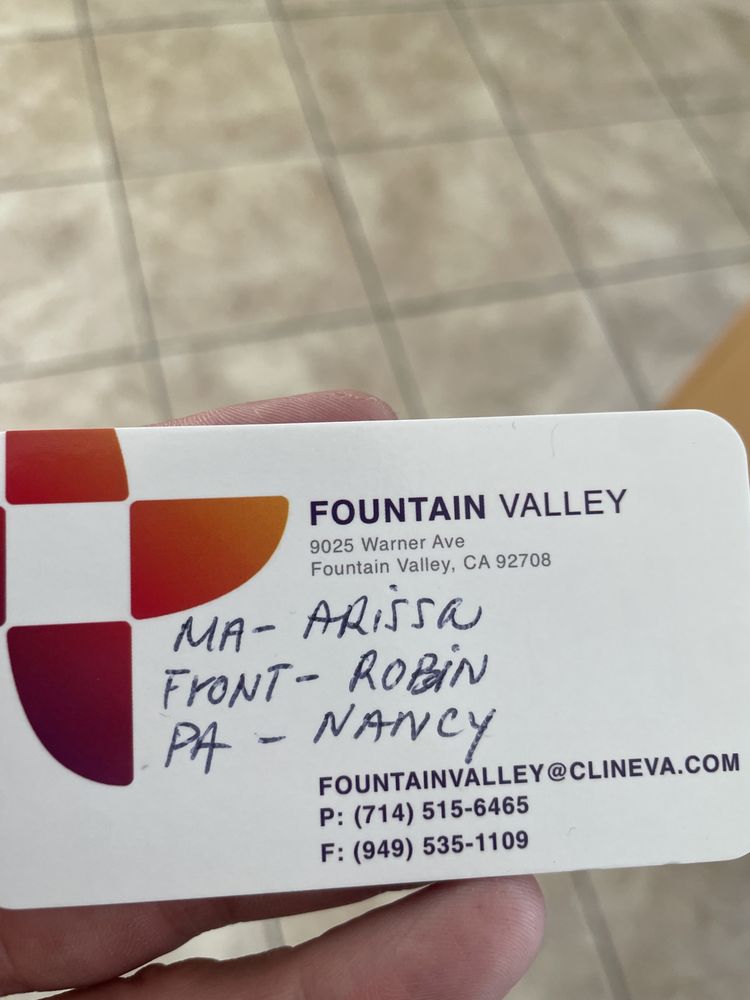 FOUNTAIN VALLEY
9025 Warner Ave
Fountain Valley, CA 92708
MA - ARissa
FRONT - ROBIN
PA - NANCY
FOUNTAINVALLEY@CLINEVA.COM
P: (714) 515-6465
F: (949) 535-1109